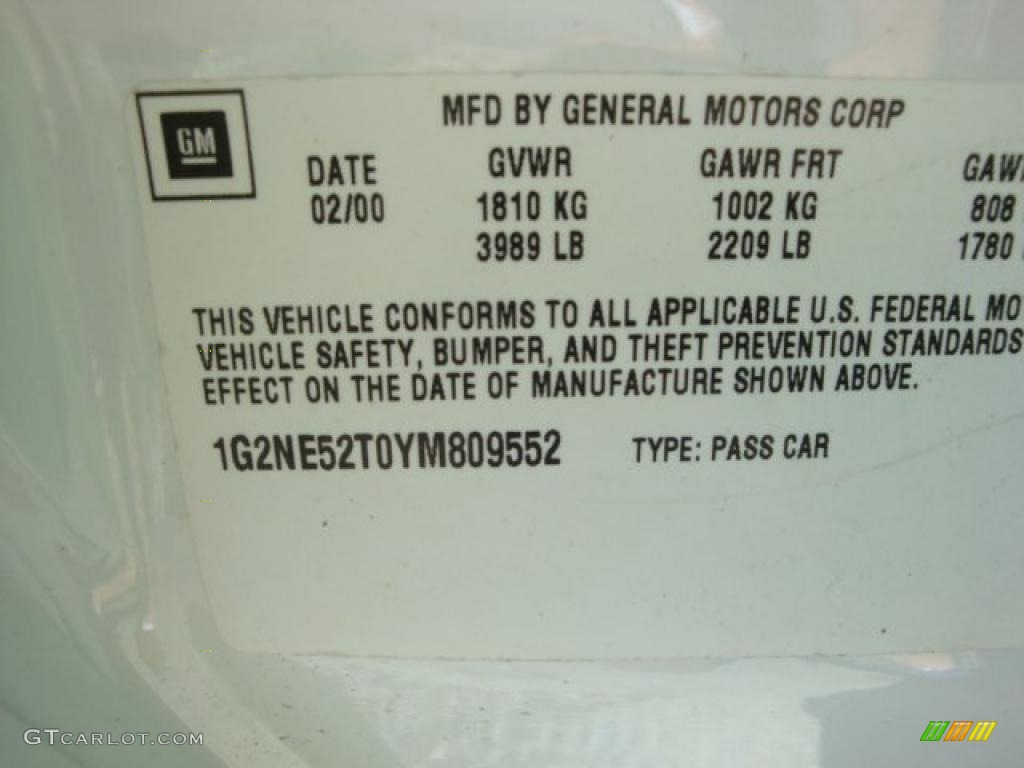 MFD BY GENERAL MOTORS CORP
GM
DATE GVWR GAWR FRT
02/00 1810 KG 1002 KG 808
3989 LB 2209 LB 1780
THIS VEHICLE CONFORMS TO ALL APPLICABLE U.S. FEDERAL
VEHICLE SAFETY, BUMPER, AND THEFT PREVENTION STANDARDS
EFFECT ON THE DATE OF MANUFACTURE SHOWN ABOVE.
1G2NE52T0YM809552 TYPE: PASS CAR
GTCARLOT.COM